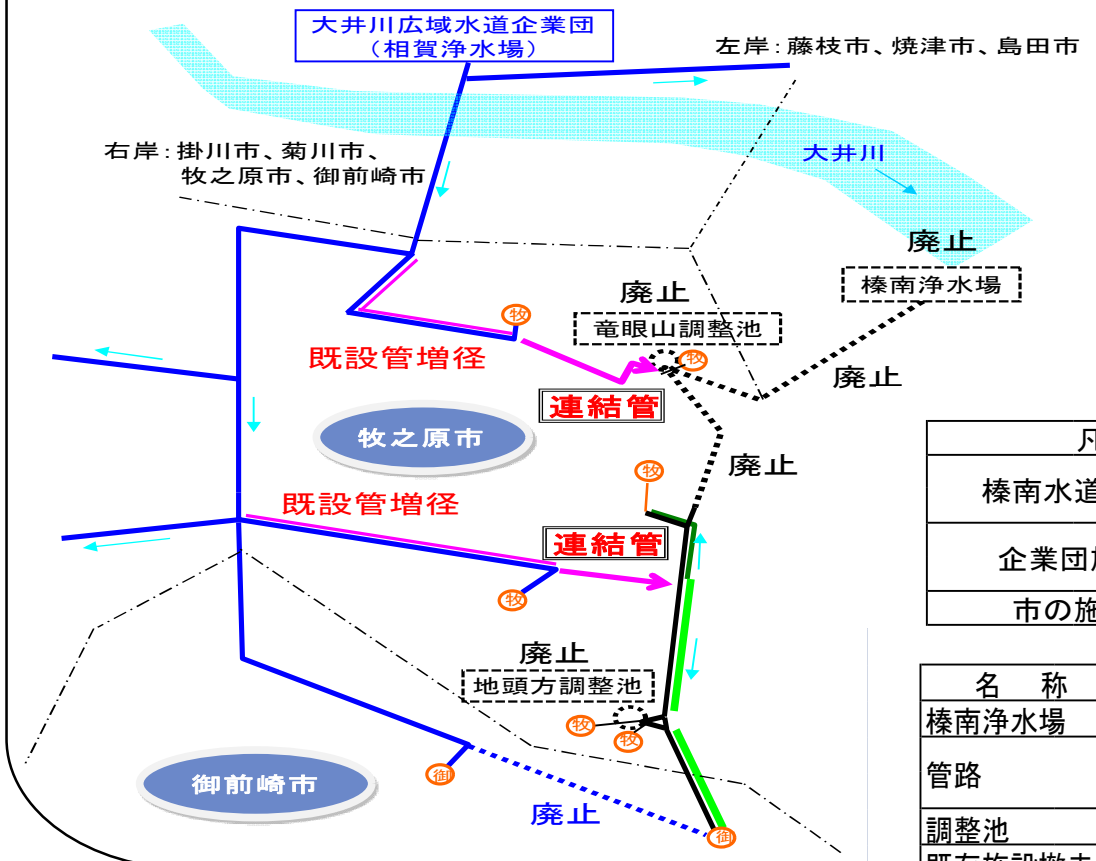 大井川広域水道企業団
（相賀浄水場）
左岸：藤枝市、焼津市、島田市
右岸：掛川市、菊川市、
牧之原市、御前崎市
大井川
廃止
榛南浄水場
廃止
竜眼山調整池
牧
牧
廃止
既設管増径
連結管
牧之原市
廃止
牧
既設管増径
連結管
牧
廃止
地頭方調整池
牧
牧
御前崎市
御
廃止
御
榛南水道
企業団
市の施
名　称
榛南浄水場
管路
調整池